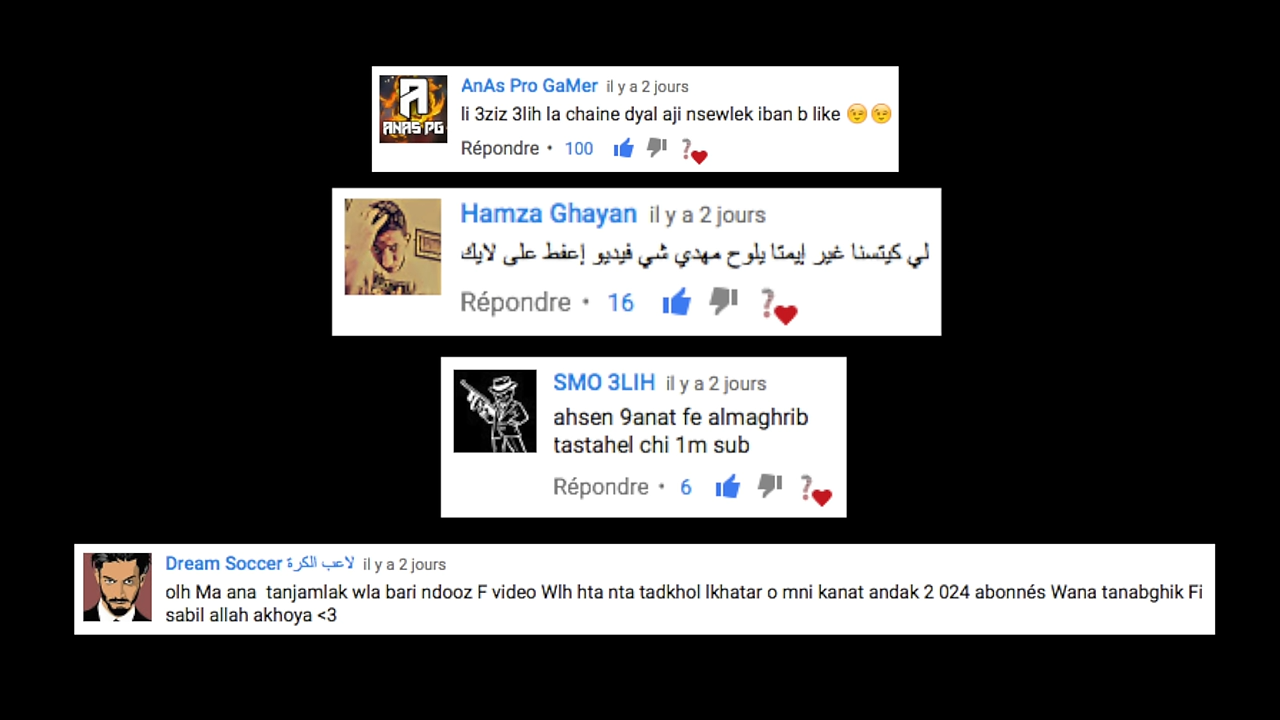 A
ANAS PG
AnAs Pro GaMer il y a 2 jours
li 3ziz 3lih la chaine dyal aji nsewlek iban b like 😉😉
Répondre • 100 ?
Hamza Ghayan il y a 2 jours
لي كيتسنا غير إيمتا يلوح مهدي شي فيديو إعفط على لايك
Répondre • 16 ?
SMO 3LIH il y a 2 jours
ahsen 9anat fe almaghrib
tastahel chi 1m sub
Répondre • 6 ?
Dream Soccer لاعب الكرة il y a 2 jours
olh Ma ana tanjamlak wla bari ndooz F video Wlh hta nta tadkhol lkhatar o mni kanat andak 2 024 abonnés Wana tanabghik Fi
sabil allah akhoya <3